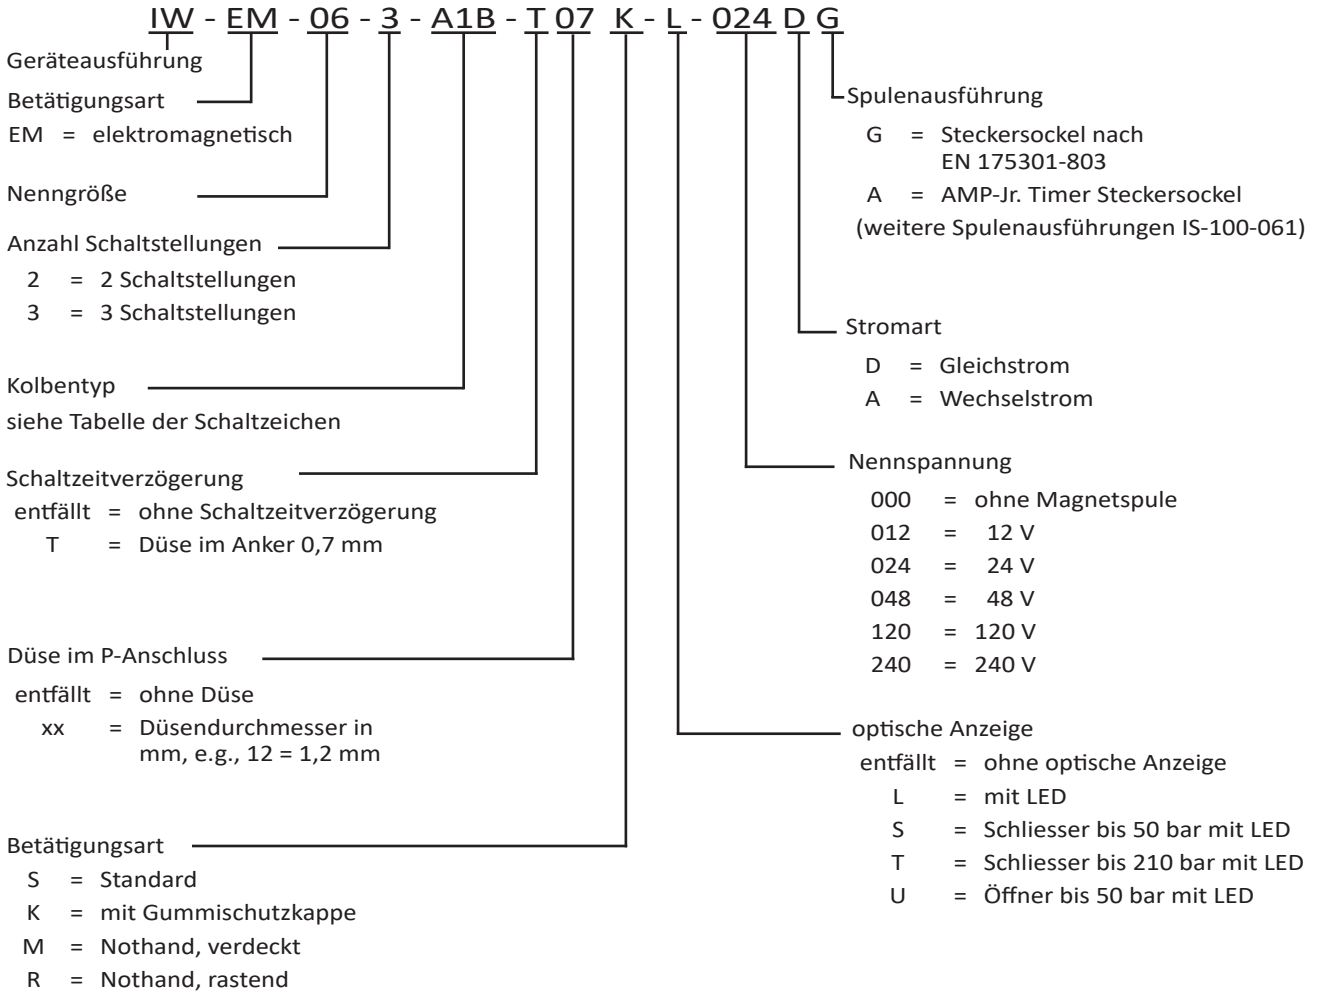 IW - EM - 06 - 3 - A1B - T 07 K - L - 024 D G
Geräteausführung
Betätigungsart
EM = elektromagnetisch
Nenngröße
Anzahl Schaltstellungen
2 = 2 Schaltstellungen
3 = 3 Schaltstellungen
Kolbentyp
siehe Tabelle der Schaltzeichen
Schaltzeitverzögerung
entfällt = ohne Schaltzeitverzögerung
T = Düse im Anker 0,7 mm
Düse im P-Anschluss
entfällt = ohne Düse
xx = Düsendurchmesser in
mm, e.g., 12 = 1,2 mm
Betätigungsart
S = Standard
K = mit Gummischutzkappe
M = Nothand, verdeckt
R = Nothand, rastend
Spulenausführung
G = Steckersockel nach
EN 175301-803
A = AMP-Jr. Timer Steckersockel
(weitere Spulenausführungen IS-100-061)
Stromart
D = Gleichstrom
A = Wechselstrom
Nennspannung
000 = ohne Magnetspule
012 = 12 V
024 = 24 V
048 = 48 V
120 = 120 V
240 = 240 V
optische Anzeige
entfällt = ohne optische Anzeige
L = mit LED
S = Schliesser bis 50 bar mit LED
T = Schliesser bis 210 bar mit LED
U = Öffner bis 50 bar mit LED